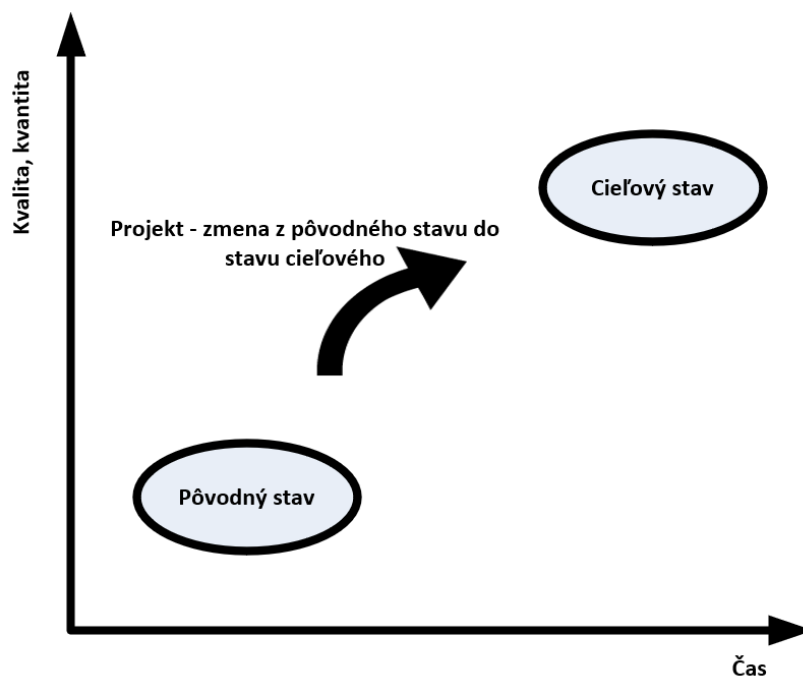 Kvalita, kvantita
Cieľový stav
Projekt - zmena z pôvodného stavu do
stavu cieľového
Pôvodný stav
Čas